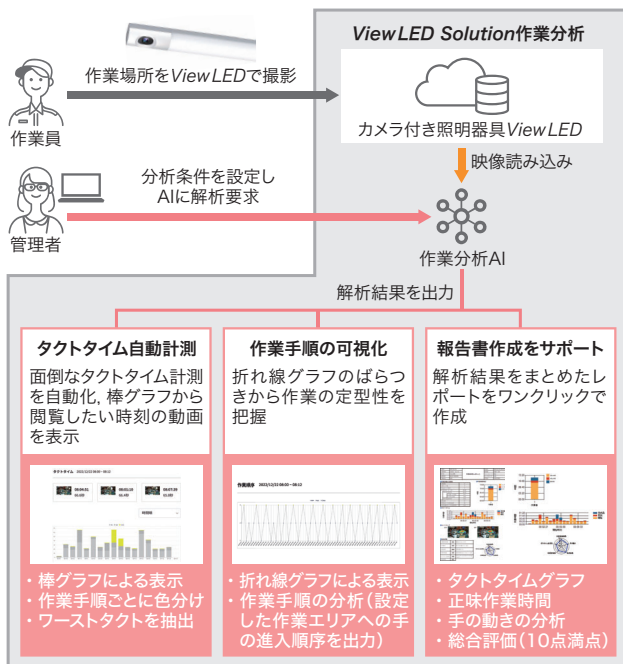 View LED Solution作業分析
作業場所をView LEDで撮影
作業員
カメラ付き照明器具View LED
映像読み込み
分析条件を設定し
AIに解析要求
管理者
作業分析AI
解析結果を出力
タクトタイム自動計測
面倒なタクトタイム計測
を自動化, 棒グラフから
閲覧したい時刻の動画
を表示
タクトタイム
・棒グラフによる表示
・作業手順ごとに色分け
・ワーストタクトを抽出
作業手順の可視化
折れ線グラフのばらつ
きから作業の定型性を
把握
作業順序
・折れ線グラフによる表示
・作業手順の分析（設定
した作業エリアへの手
の進入順序を出力）
報告書作成をサポート
解析結果をまとめたレ
ポートをワンクリックで
作成
・タクトタイムグラフ
・正味作業時間
・手の動きの分析
・総合評価（10点満点）